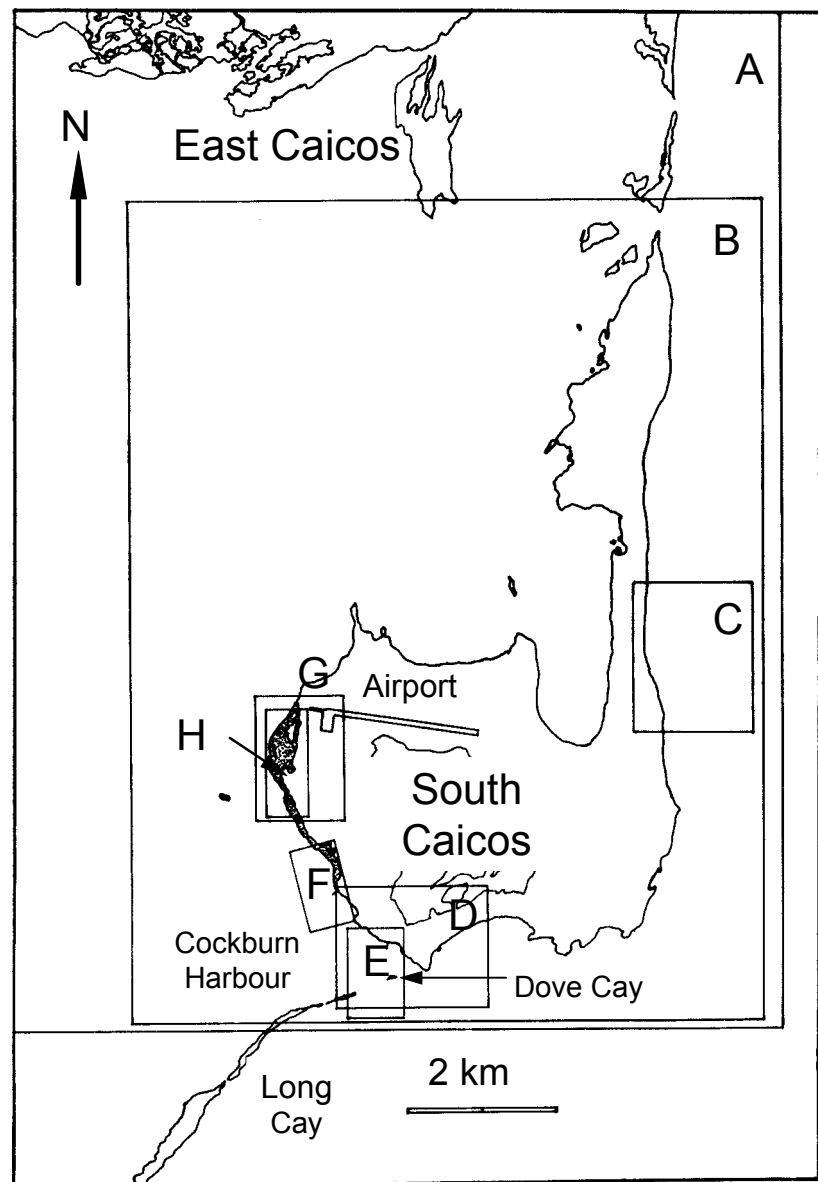 A
N
East Caicos
B
C
G
Airport
H
South
Caicos
F
D
Cockburn
Harbour
E
Dove Cay
2 km
Long
Cay